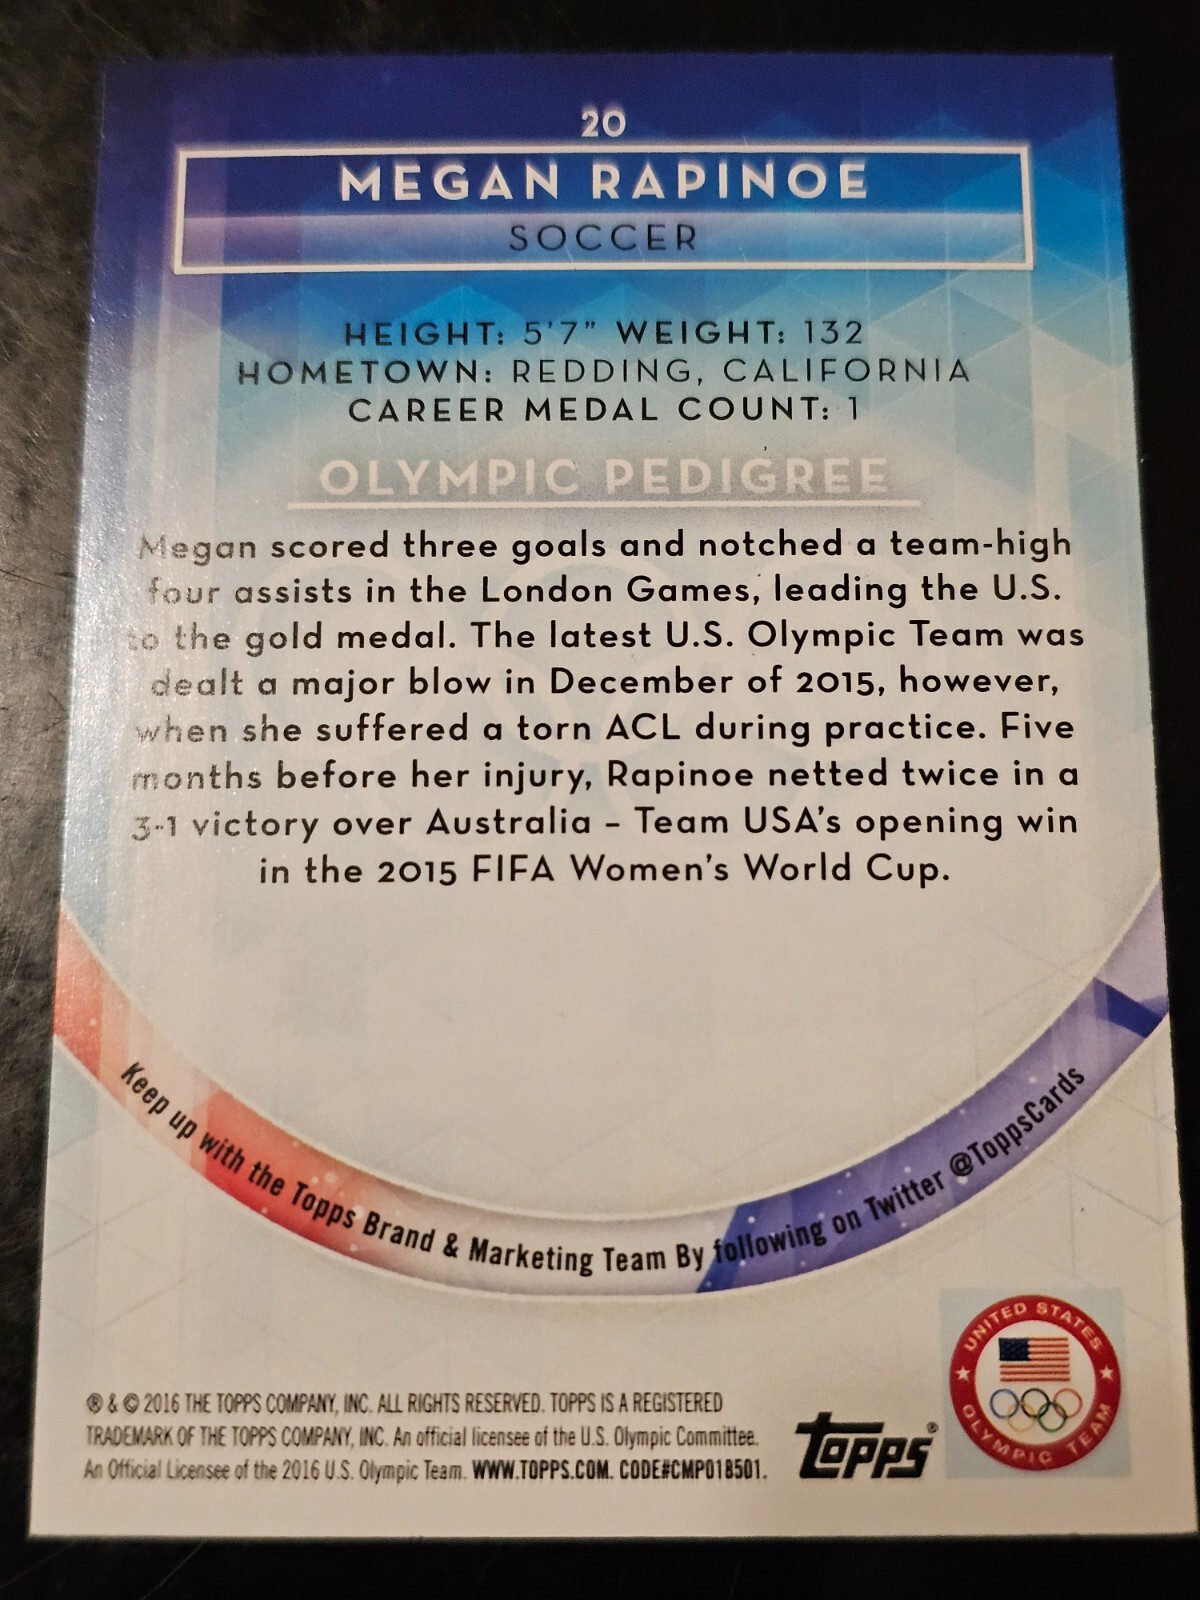 20
MEGAN RAPINOE
SOCCER
HEIGHT: 5'7" WEIGHT: 132
HOMETOWN: REDDING, CALIFORNIA
CAREER MEDAL COUNT: 1
OLYMPIC PEDIGREE
Megan scored three goals and notched a team-high
four assists in the London Games, leading the U.S.
to the gold medal. The latest U.S. Olympic Team was
dealt a major blow in December of 2015, however,
when she suffered a torn ACL during practice. Five
months before her injury, Rapinoe netted twice in a
3-1 victory over Australia – Team USA's opening win
in the 2015 FIFA Women's World Cup.
Keep up with the Topps Brand & Marketing Team By following on Twitter @ToppsCards
® & © 2016 THE TOPPS COMPANY, INC. ALL RIGHTS RESERVED. TOPPS IS A REGISTERED
TRADEMARK OF THE TOPPS COMPANY, INC. An official licensee of the U.S. Olympic Committee.
An Official Licensee of the 2016 U.S. Olympic Team. WWW.TOPPS.COM. CODE#CMP018501.
Topps®
UNITED STATES
OLYMPIC TEAM